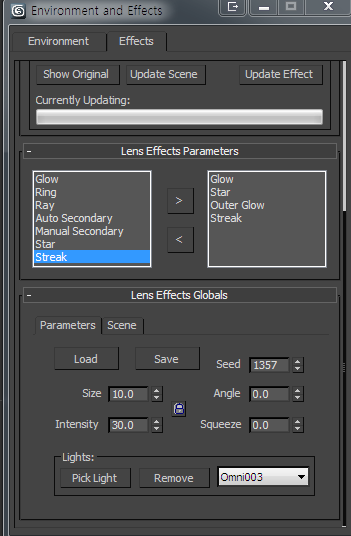 Environment and Effects
Environment
Effects
Show Original
Update Scene
Update Effect
Currently Updating:
- Lens Effects Parameters
Glow
Ring
Ray
Auto Secondary
Manual Secondary
Star
Streak
>
<
Glow
Star
Outer Glow
Streak
- Lens Effects Globals
Parameters
Scene
Load
Save
Seed 1357
Size 10.0
Angle 0.0
Intensity 30.0
Squeeze 0.0
Lights:
Pick Light
Remove
Omni003